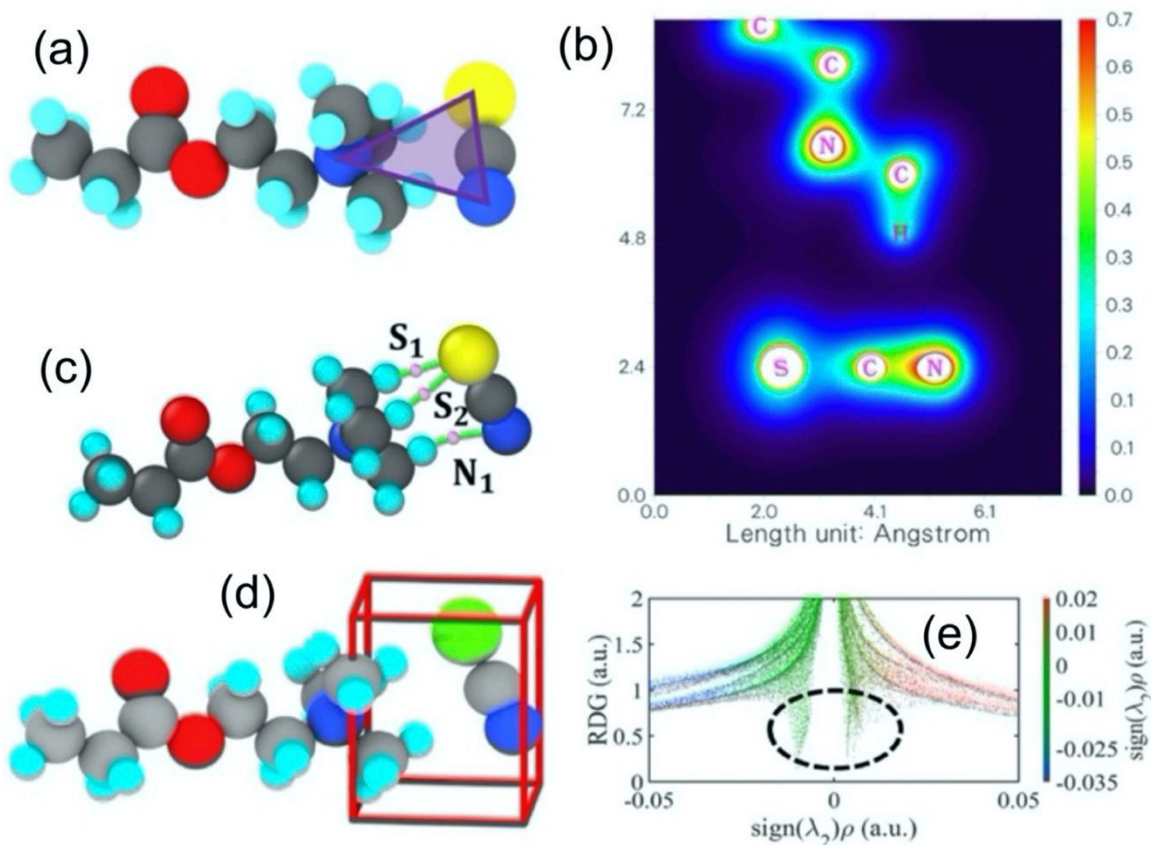 (a)
(b)
C
C
N
C
H
S C N
7.2
4.8
2.4
0.0
0.0 2.0 4.1 6.1
Length unit: Angstrom
0.7
0.6
0.5
0.4
0.3
0.2
0.1
0.1
0.0
(c)
S1
S2
N1
(d)
(e)
RDG (a.u.)
2
1.5
1
0.5
0
-0.05 0 0.05
sign(λ2)ρ (a.u.)
0.02
0.01
0
-0.01
-0.025
-0.035
sign(λ2)ρ (a.u.)